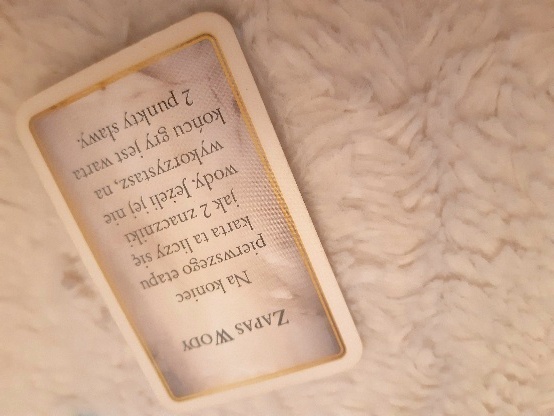 ZAPAS WODY
Na koniec
pierwszego etapu
karta ta liczy się
jak 2 znaczniki
wody. Jeżeli jej nie
wykorzystasz, na
końcu gry jest warta
2 punkty sławy.